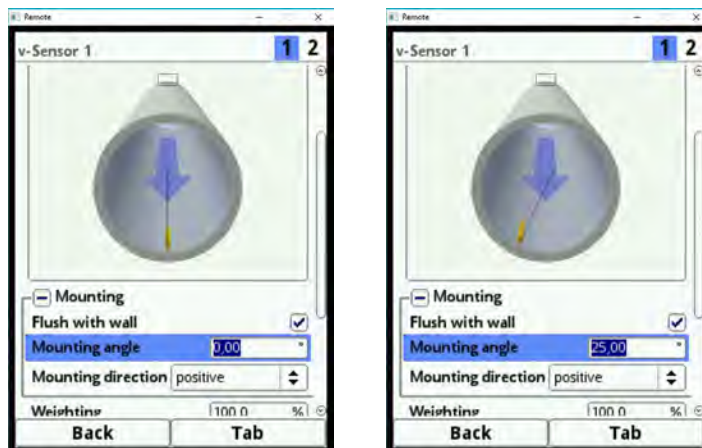 Remote
v-Sensor 1 1 2
Mounting
Flush with wall
Mounting angle 0,00 °
Mounting direction positive
Weighting 100.0 %
Back Tab
Remote
v-Sensor 1 1 2
Mounting
Flush with wall
Mounting angle 25,00 °
Mounting direction positive
Weighting 100.0 %
Back Tab